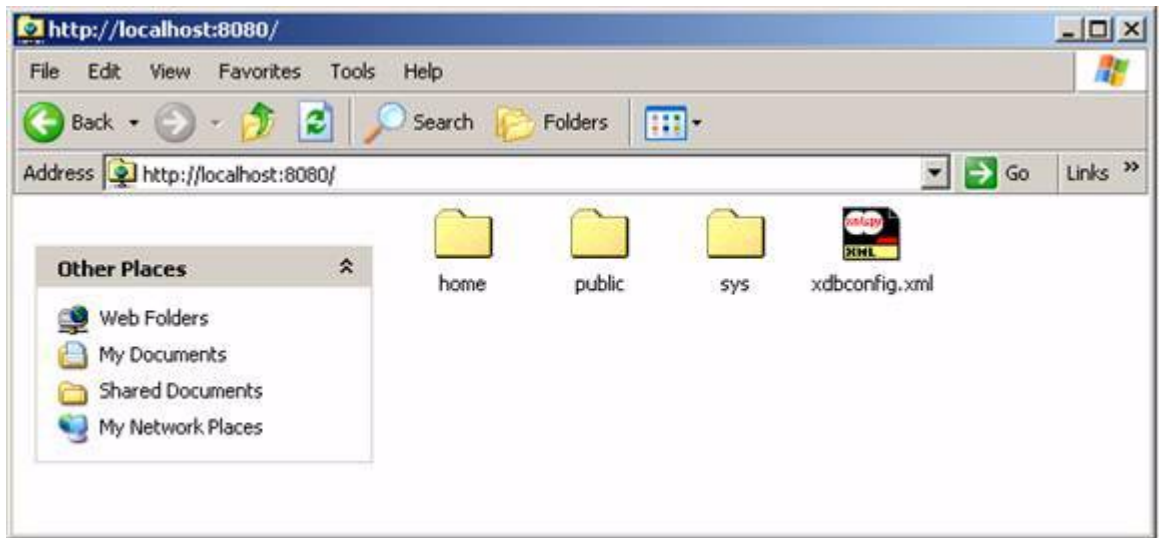 http://localhost:8080/
File Edit View Favorites Tools Help
Back Search Folders
Address http://localhost:8080/ Go Links »
Other Places
Web Folders
My Documents
Shared Documents
My Network Places
home public sys xdbconfig.xml
XML